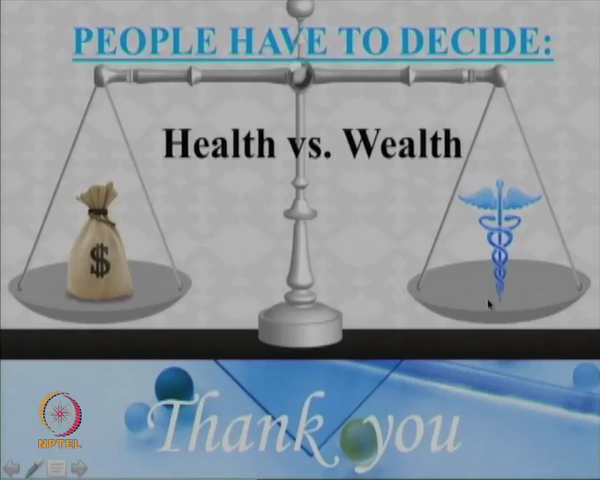 PEOPLE HAVE TO DECIDE:
Health vs. Wealth
$
Thank you
NPTEL